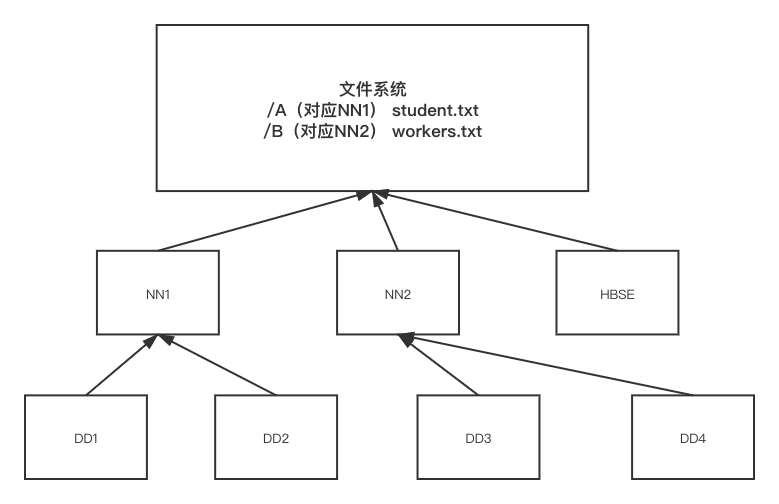 文件系统
/A（对应NN1） student.txt
/B（对应NN2） workers.txt
NN1
NN2
HBSE
DD1
DD2
DD3
DD4